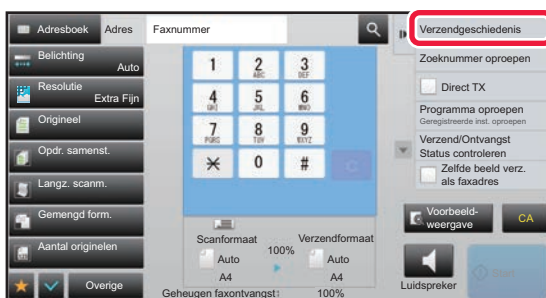 Adresboek
Adres
Faxnummer
Verzendgeschiedenis
Belichting
Auto
Resolutie
Extra Fijn
Origineel
Opdr. samenst.
Langz. scanm.
Gemengd form.
Aantal originelen
Overige
1
2
ABC
3
DEF
4
GHI
5
JKL
6
MNO
7
PQRS
8
TUV
9
WXYZ
0
#
C
Scanformaat
Auto
A4
100%
Verzendformaat
Auto
A4
Geheugen faxontvangst:
100%
Zoeknummer oproepen
Direct TX
Programma oproepen
Geregistreerde inst. oproepen
Verzend/Ontvangst
Status controleren
Zelfde beeld verz.
als faxadres
Voorbeeld-
weergave
CA
Luidspreker
Start